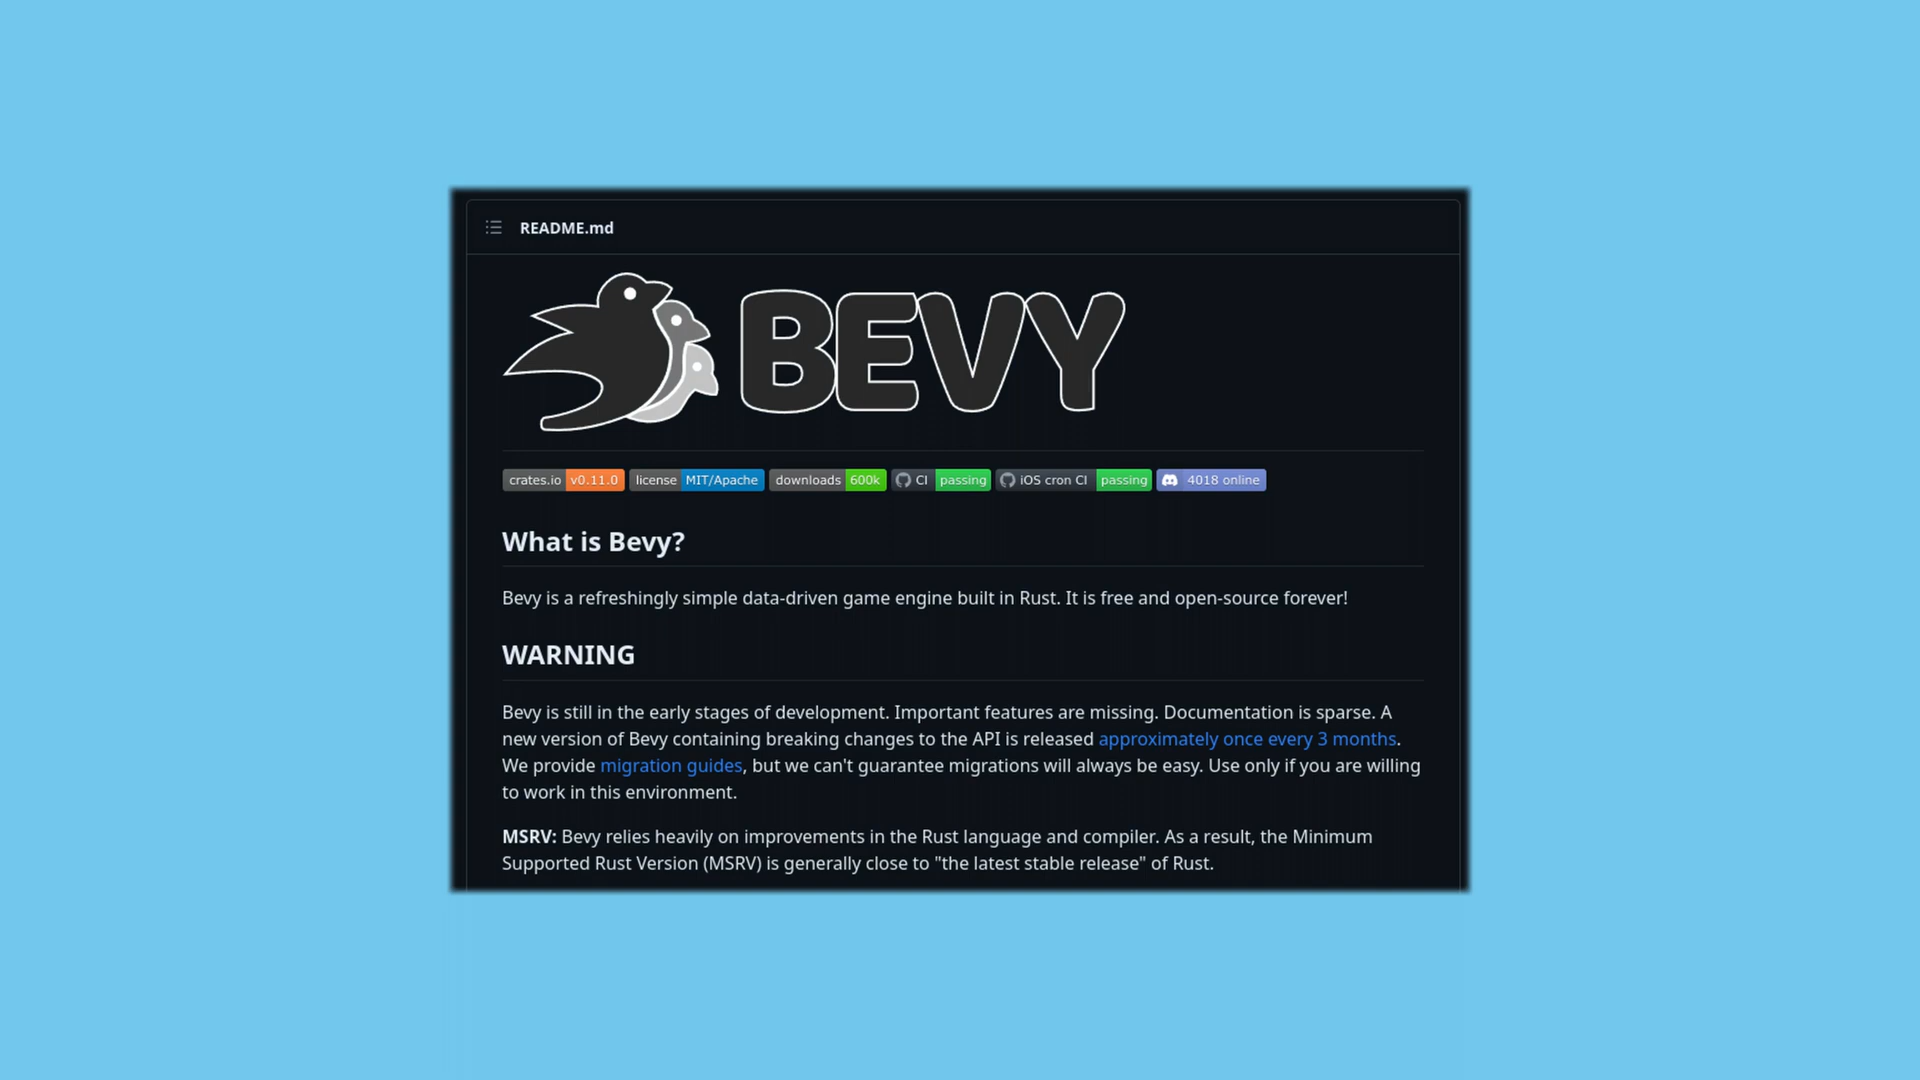 README.md
BEVY
crates.io v0.11.0 license MIT/Apache downloads 600k CI passing iOS cron CI passing 4018 online
What is Bevy?
Bevy is a refreshingly simple data-driven game engine built in Rust. It is free and open-source forever!
WARNING
Bevy is still in the early stages of development. Important features are missing. Documentation is sparse. A
new version of Bevy containing breaking changes to the API is released approximately once every 3 months.
We provide migration guides, but we can't guarantee migrations will always be easy. Use only if you are willing
to work in this environment.
MSRV: Bevy relies heavily on improvements in the Rust language and compiler. As a result, the Minimum
Supported Rust Version (MSRV) is generally close to "the latest stable release" of Rust.